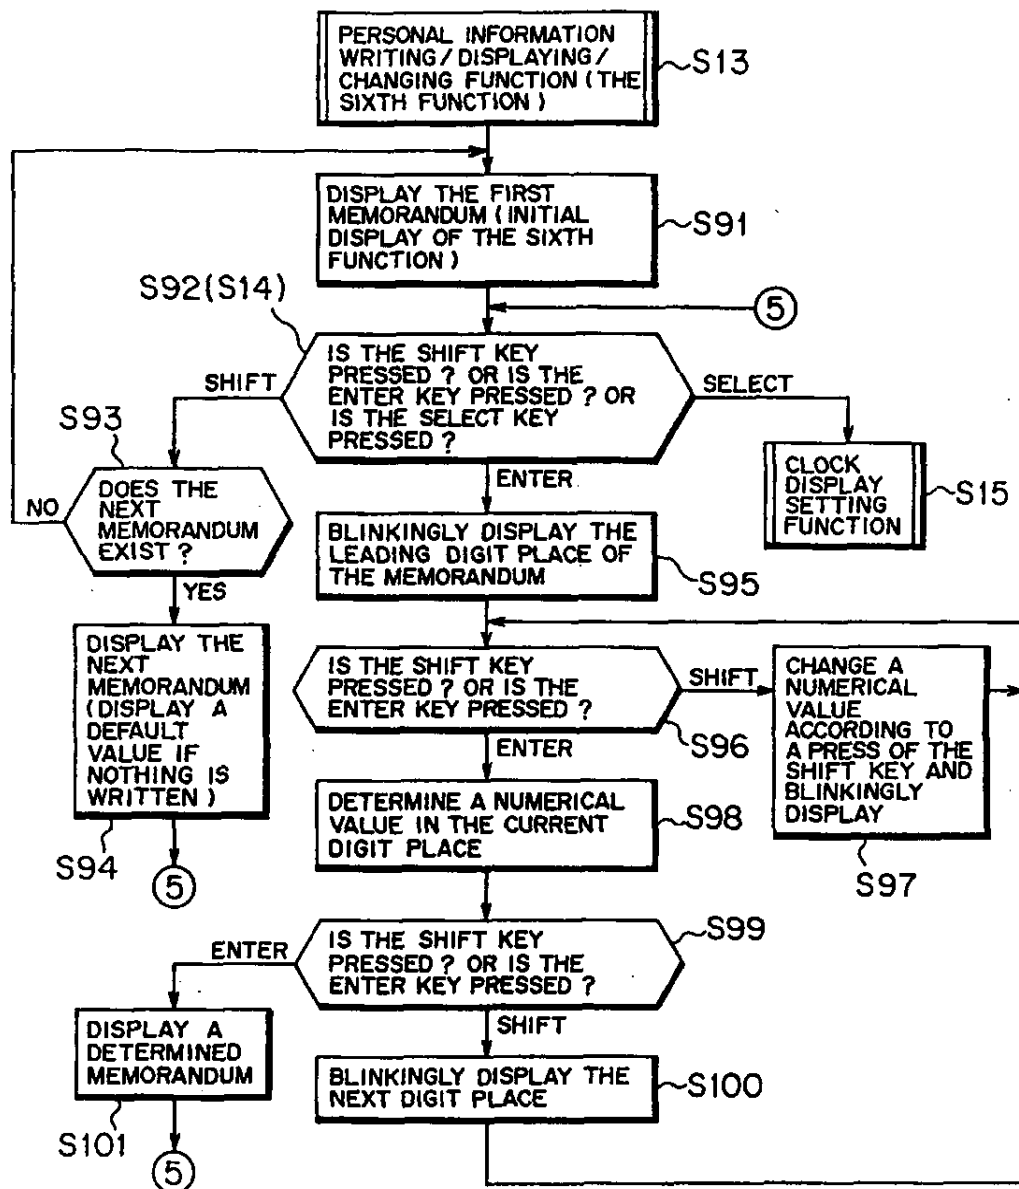 PERSONAL INFORMATION
WRITING/DISPLAYING/
CHANGING FUNCTION (THE
SIXTH FUNCTION)
S13
DISPLAY THE FIRST
MEMORANDUM (INITIAL
DISPLAY OF THE SIXTH
FUNCTION)
S91
S92(S14)
5
IS THE SHIFT KEY
PRESSED? OR IS THE
ENTER KEY PRESSED? OR
IS THE SELECT KEY
PRESSED?
SHIFT
SELECT
ENTER
S93
NO
DOES THE
NEXT
MEMORANDUM
EXIST?
YES
CLOCK
DISPLAY
SETTING
FUNCTION
S15
BLINKINGLY DISPLAY THE
LEADING DIGIT PLACE OF
THE MEMORANDUM
S95
DISPLAY THE
NEXT
MEMORANDUM
(DISPLAY A
DEFAULT
VALUE IF
NOTHING IS
WRITTEN)
S94
5
IS THE SHIFT KEY
PRESSED? OR IS THE
ENTER KEY PRESSED?
SHIFT
S96
ENTER
CHANGE A
NUMERICAL
VALUE
ACCORDING TO
A PRESS OF THE
SHIFT KEY AND
BLINKINGLY
DISPLAY
S97
DETERMINE A NUMERICAL
VALUE IN THE CURRENT
DIGIT PLACE
S98
IS THE SHIFT KEY
PRESSED? OR IS THE
ENTER KEY PRESSED?
S99
ENTER
SHIFT
DISPLAY A
DETERMINED
MEMORANDUM
S101
5
BLINKINGLY DISPLAY THE
NEXT DIGIT PLACE
S100